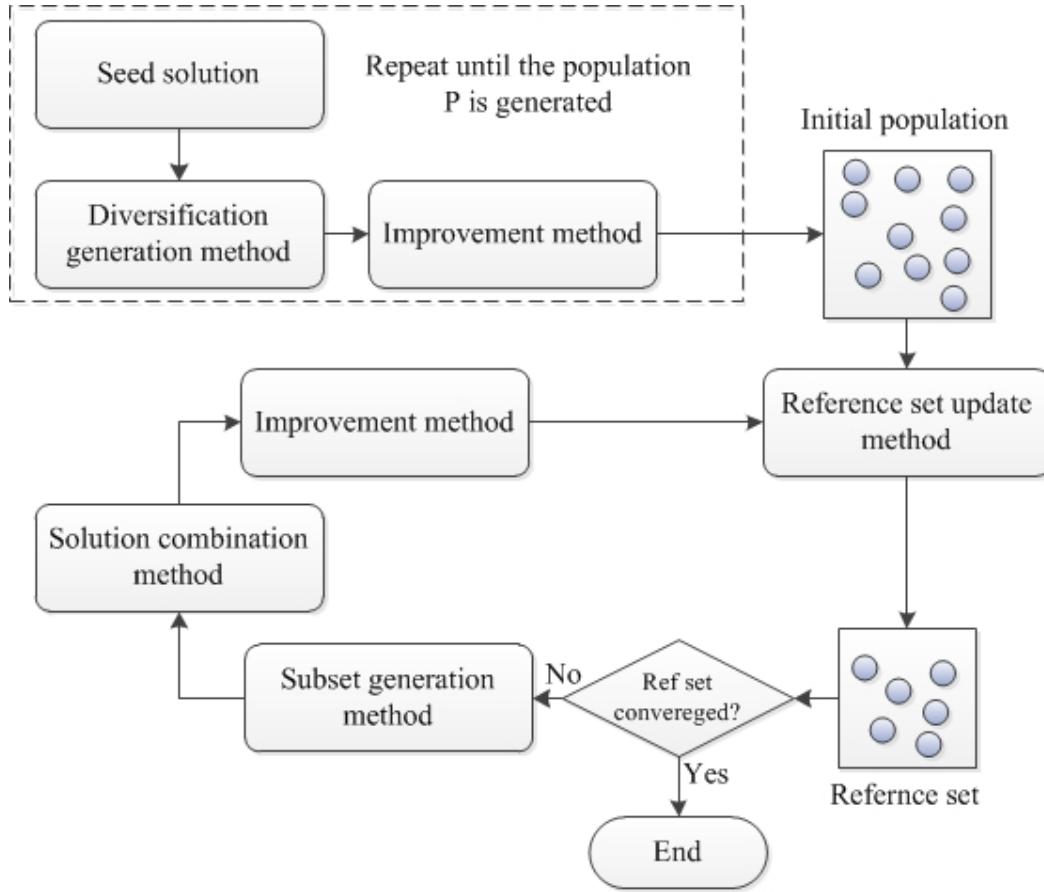 Seed solution
Repeat until the population
P is generated
Initial population
Diversification
generation method
Improvement method
Improvement method
Reference set update
method
Solution combination
method
Subset generation
method
No
Ref set
convereged?
Yes
Refernce set
End